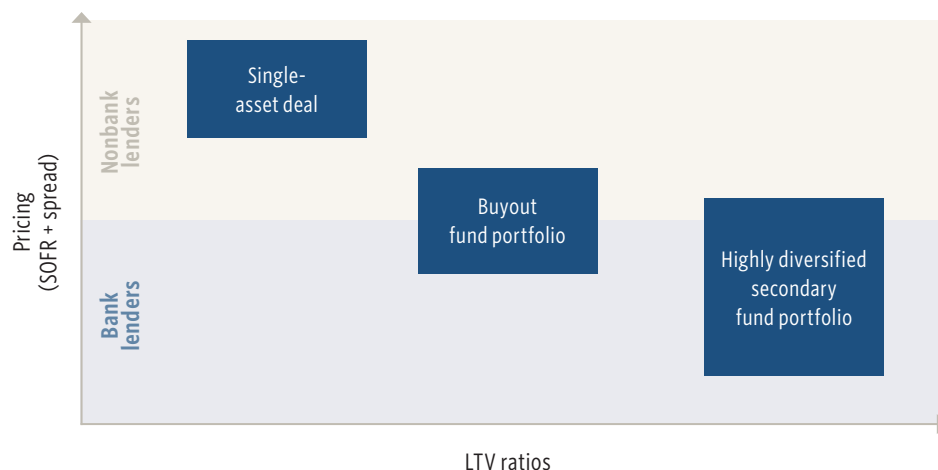 Single-
asset deal
Nonbank
lenders
Buyout
fund portfolio
Pricing
(SOFR + spread)
Highly diversified
secondary
fund portfolio
Bank
lenders
LTV ratios